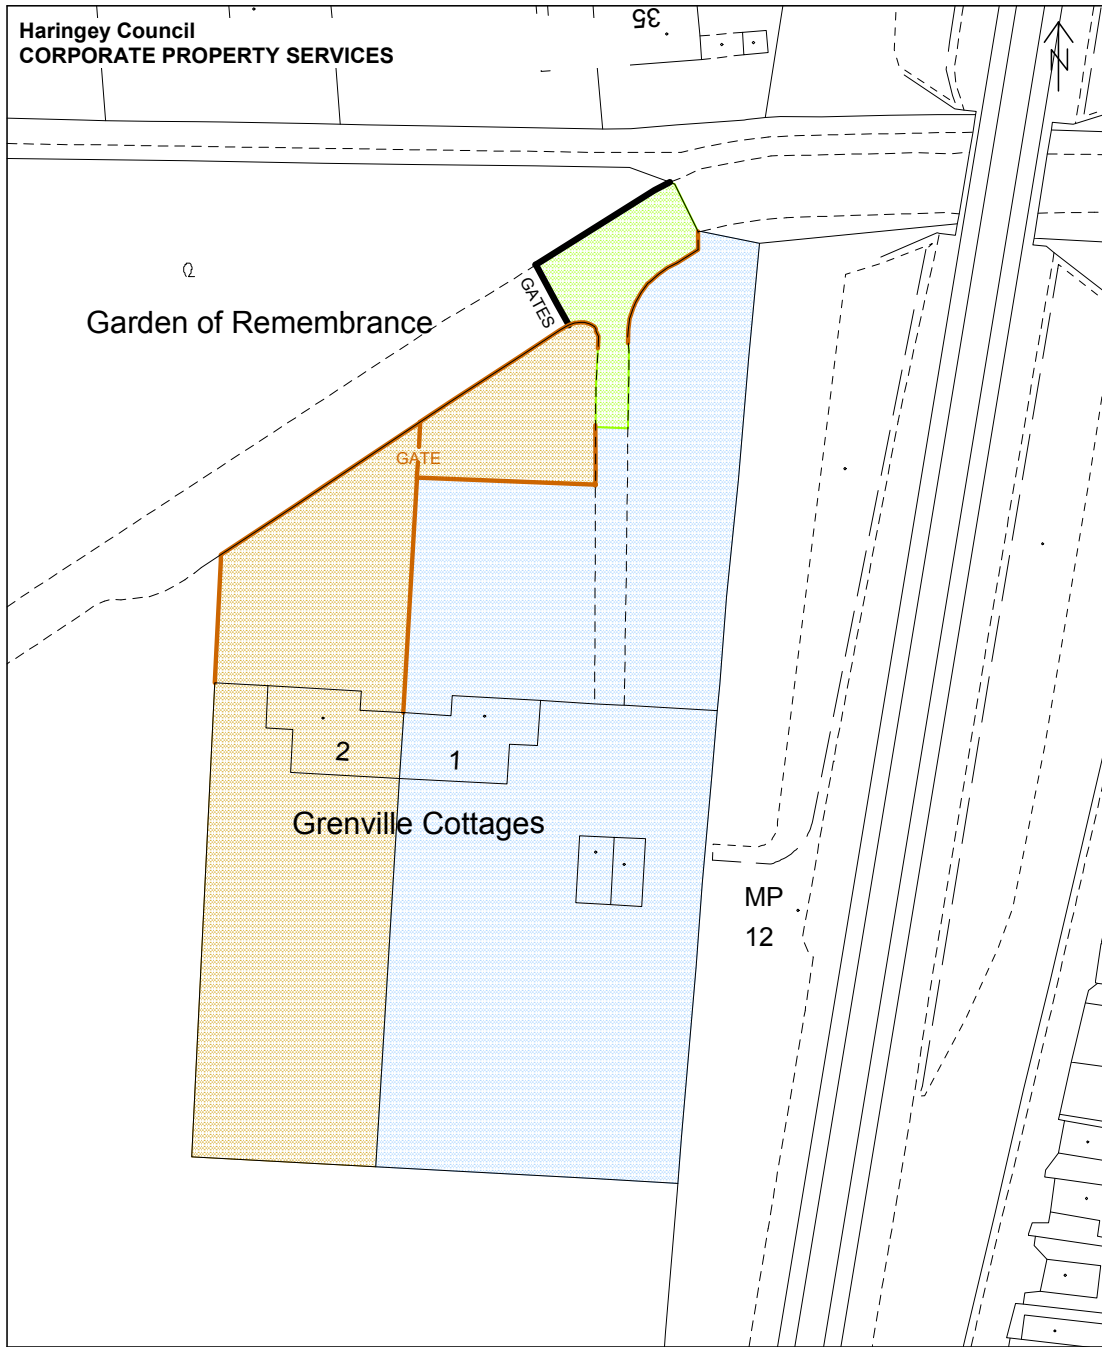 Haringey Council
CORPORATE PROPERTY SERVICES
35
N
GATES
Garden of Remembrance
GATE
2
1
Grenville Cottages
MP
12